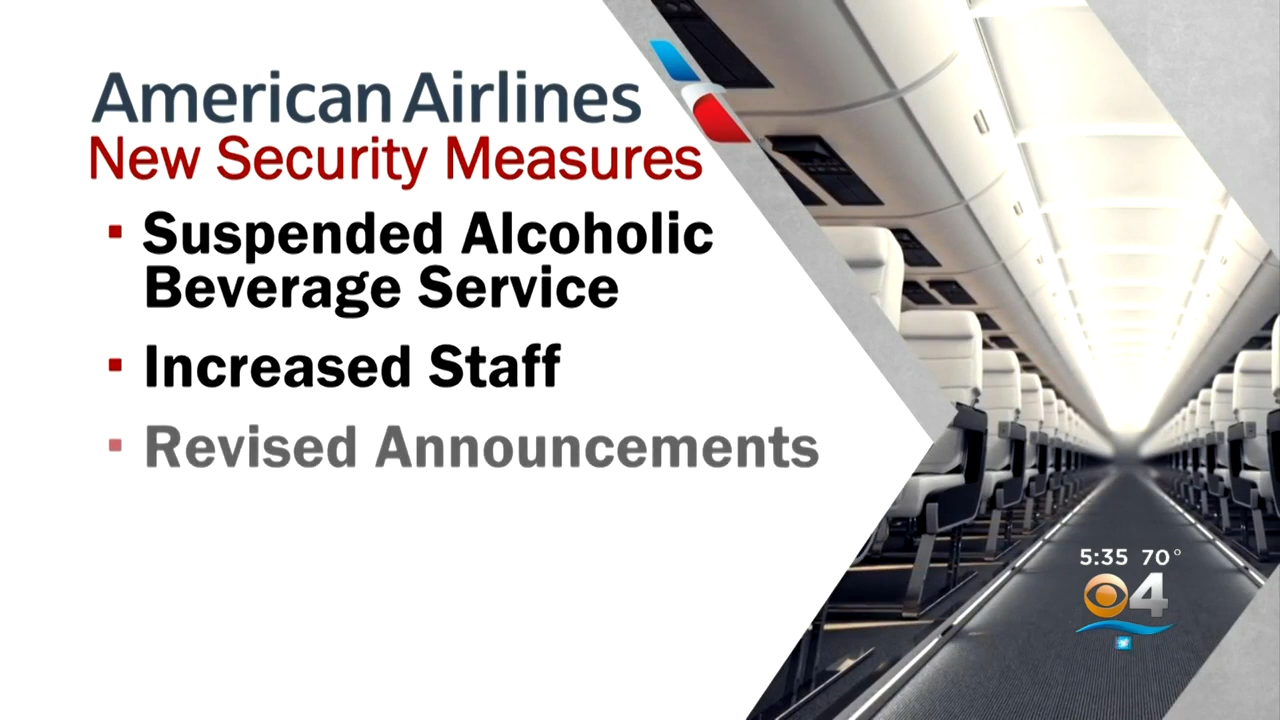 American Airlines
New Security Measures
▪ Suspended Alcoholic
Beverage Service
▪ Increased Staff
▪ Revised Announcements
5:35 70°
4